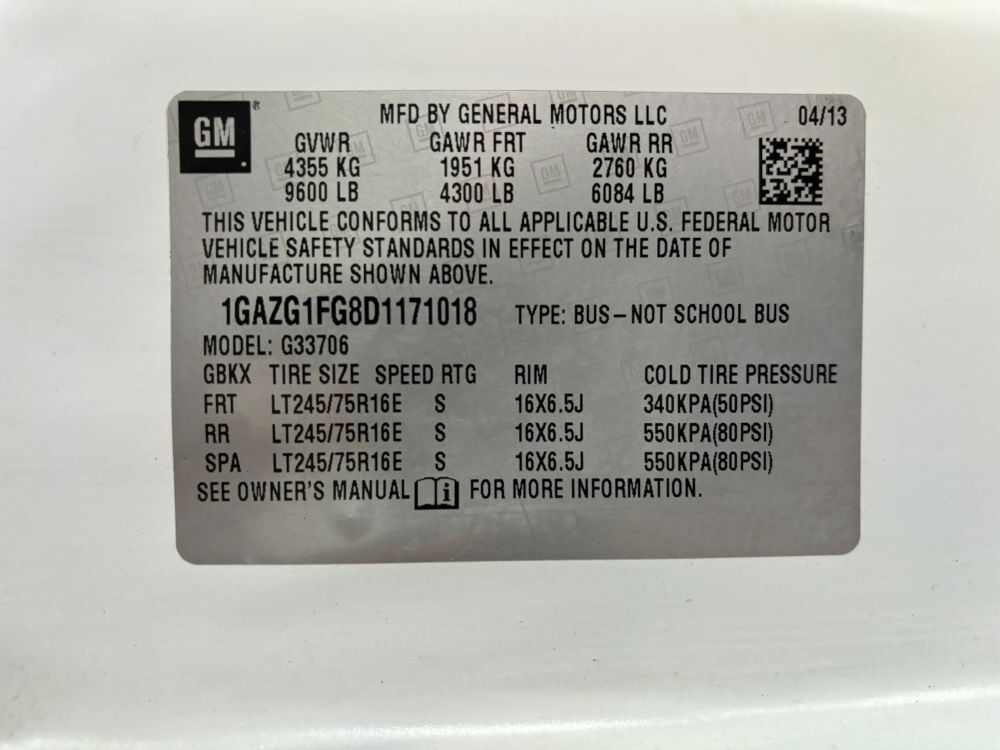 GM ® MFD BY GENERAL MOTORS LLC 04/13
GVWR GAWR FRT GAWR RR
4355 KG 1951 KG 2760 KG
9600 LB 4300 LB 6084 LB
THIS VEHICLE CONFORMS TO ALL APPLICABLE U.S. FEDERAL MOTOR
VEHICLE SAFETY STANDARDS IN EFFECT ON THE DATE OF
MANUFACTURE SHOWN ABOVE.
1GAZG1FG8D1171018 TYPE: BUS–NOT SCHOOL BUS
MODEL: G33706
GBKX TIRE SIZE SPEED RTG RIM COLD TIRE PRESSURE
FRT LT245/75R16E S 16X6.5J 340KPA(50PSI)
RR LT245/75R16E S 16X6.5J 550KPA(80PSI)
SPA LT245/75R16E S 16X6.5J 550KPA(80PSI)
SEE OWNER'S MANUAL i FOR MORE INFORMATION.